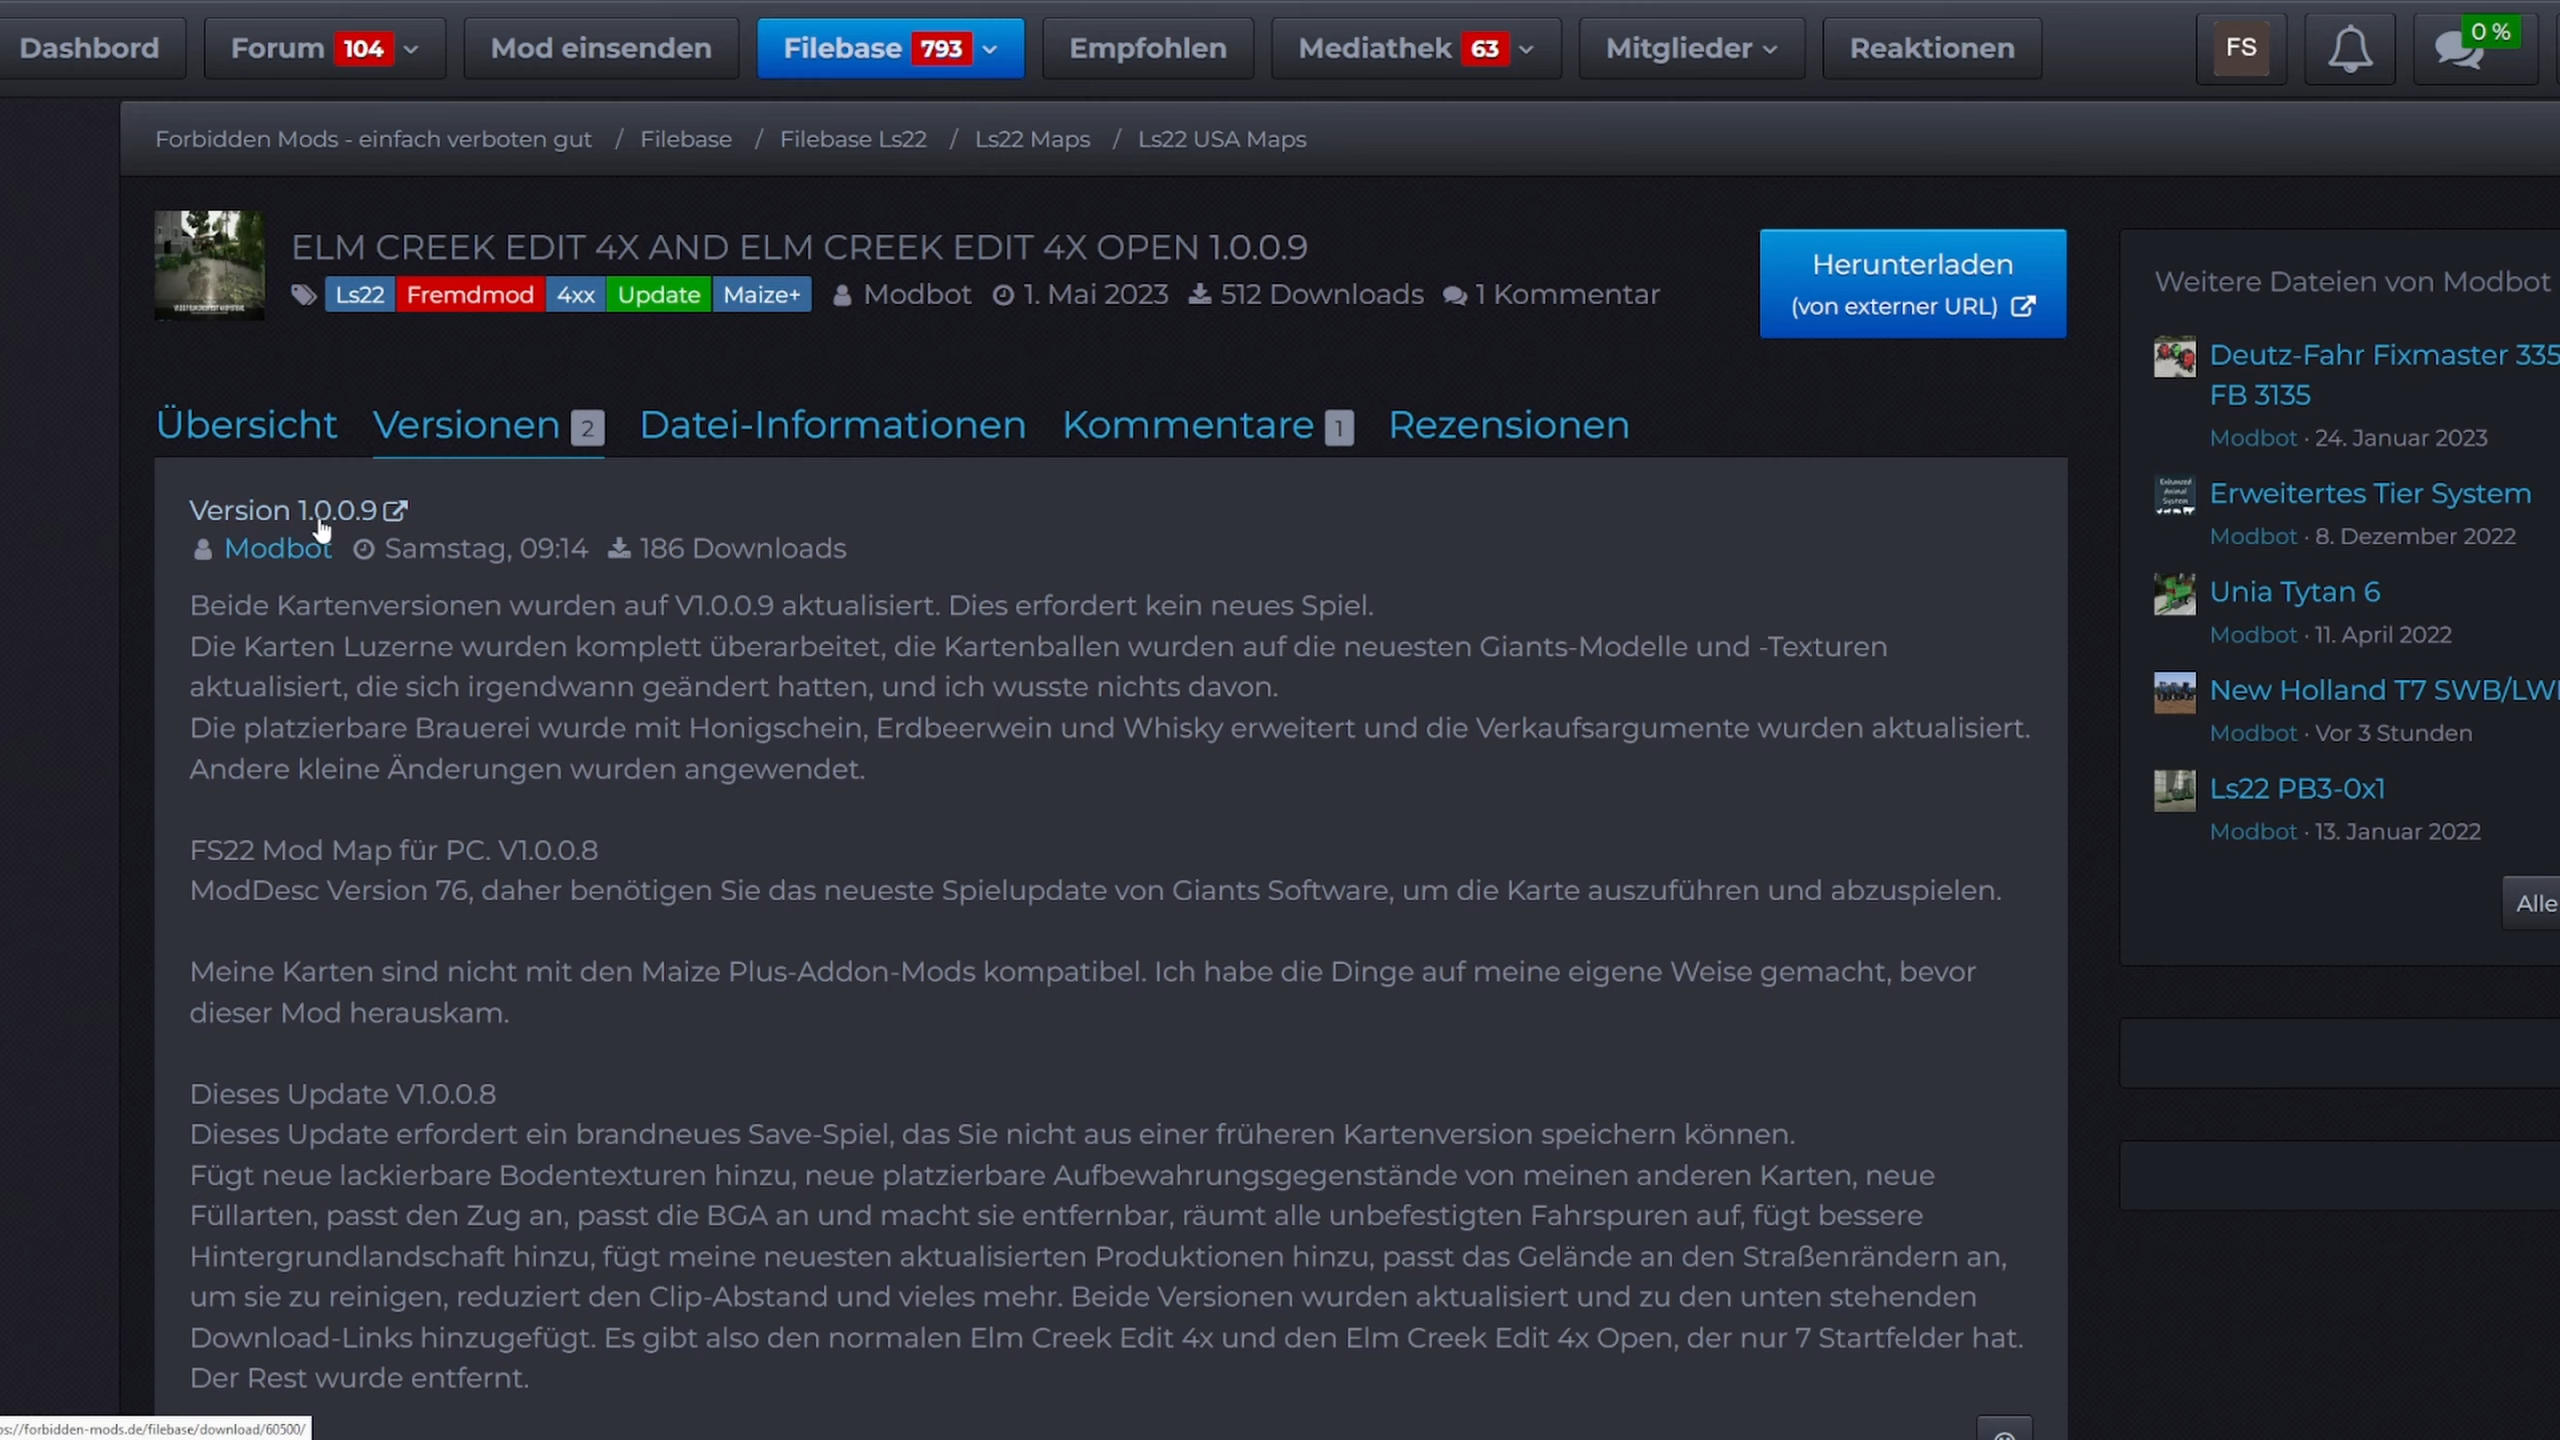 Dashbord Forum 104 Mod einsenden Filebase 793 Empfohlen Mediathek 63 Mitglieder Reaktionen FS 0 %
Forbidden Mods - einfach verboten gut / Filebase / Filebase Ls22 / Ls22 Maps / Ls22 USA Maps
ELM CREEK EDIT 4X AND ELM CREEK EDIT 4X OPEN 1.0.0.9
Ls22 Fremdmod 4xx Update Maize+ Modbot 1. Mai 2023 512 Downloads 1 Kommentar
Herunterladen
(von externer URL)
Übersicht Versionen 2 Datei-Informationen Kommentare 1 Rezensionen
Version 1.0.0.9
Modbot Samstag, 09:14 186 Downloads
Beide Kartenversionen wurden auf V1.0.0.9 aktualisiert. Dies erfordert kein neues Spiel.
Die Karten Luzerne wurden komplett überarbeitet, die Kartenballen wurden auf die neuesten Giants-Modelle und -Texturen
aktualisiert, die sich irgendwann geändert hatten, und ich wusste nichts davon.
Die platzierbare Brauerei wurde mit Honigschein, Erdbeerwein und Whisky erweitert und die Verkaufsargumente wurden aktualisiert.
Andere kleine Änderungen wurden angewendet.
FS22 Mod Map für PC. V1.0.0.8
ModDesc Version 76, daher benötigen Sie das neueste Spielupdate von Giants Software, um die Karte auszuführen und abzuspielen.
Meine Karten sind nicht mit den Maize Plus-Addon-Mods kompatibel. Ich habe die Dinge auf meine eigene Weise gemacht, bevor
dieser Mod herauskam.
Dieses Update V1.0.0.8
Dieses Update erfordert ein brandneues Save-Spiel, das Sie nicht aus einer früheren Kartenversion speichern können.
Fügt neue lackierbare Bodentexturen hinzu, neue platzierbare Aufbewahrungsgegenstände von meinen anderen Karten, neue
Füllarten, passt den Zug an, passt die BGA an und macht sie entfernbar, räumt alle unbefestigten Fahrspuren auf, fügt bessere
Hintergrundlandschaft hinzu, fügt meine neuesten aktualisierten Produktionen hinzu, passt das Gelände an den Straßenrändern an,
um sie zu reinigen, reduziert den Clip-Abstand und vieles mehr. Beide Versionen wurden aktualisiert und zu den unten stehenden
Download-Links hinzugefügt. Es gibt also den normalen Elm Creek Edit 4x und den Elm Creek Edit 4x Open, der nur 7 Startfelder hat.
Der Rest wurde entfernt.
Weitere Dateien von Modbot
Deutz-Fahr Fixmaster 335
FB 3135
Modbot · 24. Januar 2023
Erweitertes Tier System
Modbot · 8. Dezember 2022
Unia Tytan 6
Modbot · 11. April 2022
New Holland T7 SWB/LW
Modbot · Vor 3 Stunden
Ls22 PB3-0x1
Modbot · 13. Januar 2022
Alle
ps://forbidden-mods.de/filebase/download/60500/